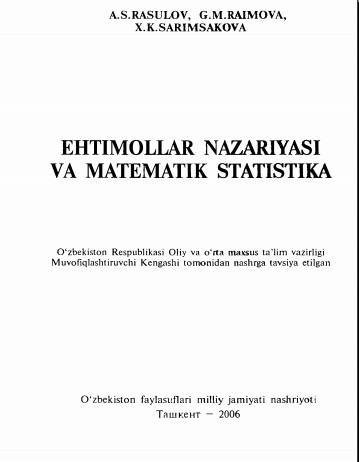 A.S.RASULOV, G.M.RAIMOVA,
X.K.SARIMSAKOVA
EHTIMOLLAR NAZARIYASI
VA MATEMATIK STATISTIKA
O‘zbekiston Respublikasi Oliy va o‘rta maxsus ta’lim vazirligi
Muvofiqlashtiruvchi Kengashi tomonidan nashrga tavsiya etilgan
O‘zbekiston faylasuflari milliy jamiyati nashriyoti
Ташкент – 2006